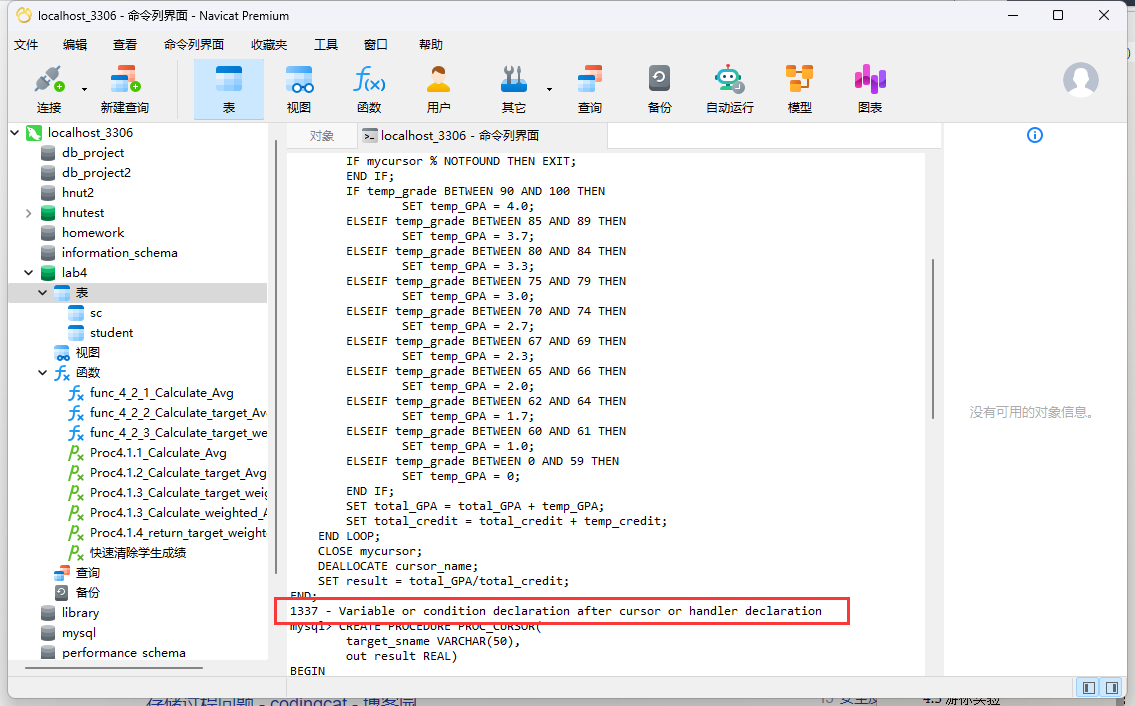 localhost_3306 - 命令列界面 - Navicat Premium
文件 编辑 查看 命令列界面 收藏夹 工具 窗口 帮助
连接 新建查询 表 视图 函数 用户 其它 查询 备份 自动运行 模型 图表
localhost_3306
db_project
db_project2
hnut2
hnutest
homework
information_schema
lab4
表
sc
student
视图
函数
func_4_2_1_Calculate_Avg
func_4_2_2_Calculate_target_Av
func_4_2_3_Calculate_target_we
Proc4.1.1_Calculate_Avg
Proc4.1.2_Calculate_target_Avg
Proc4.1.3_Calculate_target_weig
Proc4.1.3_Calculate_weighted_A
Proc4.1.4_return_target_weight
快速清除学生成绩
查询
备份
library
mysql
performance_schema
对象 localhost_3306 - 命令列界面
IF mycursor % NOTFOUND THEN EXIT;
END IF;
IF temp_grade BETWEEN 90 AND 100 THEN
SET temp_GPA = 4.0;
ELSEIF temp_grade BETWEEN 85 AND 89 THEN
SET temp_GPA = 3.7;
ELSEIF temp_grade BETWEEN 80 AND 84 THEN
SET temp_GPA = 3.3;
ELSEIF temp_grade BETWEEN 75 AND 79 THEN
SET temp_GPA = 3.0;
ELSEIF temp_grade BETWEEN 70 AND 74 THEN
SET temp_GPA = 2.7;
ELSEIF temp_grade BETWEEN 67 AND 69 THEN
SET temp_GPA = 2.3;
ELSEIF temp_grade BETWEEN 65 AND 66 THEN
SET temp_GPA = 2.0;
ELSEIF temp_grade BETWEEN 62 AND 64 THEN
SET temp_GPA = 1.7;
ELSEIF temp_grade BETWEEN 60 AND 61 THEN
SET temp_GPA = 1.0;
ELSEIF temp_grade BETWEEN 0 AND 59 THEN
SET temp_GPA = 0;
END IF;
SET total_GPA = total_GPA + temp_GPA;
SET total_credit = total_credit + temp_credit;
END LOOP;
CLOSE mycursor;
DEALLOCATE cursor_name;
SET result = total_GPA/total_credit;
END;
1337 - Variable or condition declaration after cursor or handler declaration
mysql> CREATE PROCEDURE PROC_CURSOR(
target_sname VARCHAR(50),
out result REAL)
BEGIN
没有可用的对象信息。
存储过程问题 - codingcat - 博客园